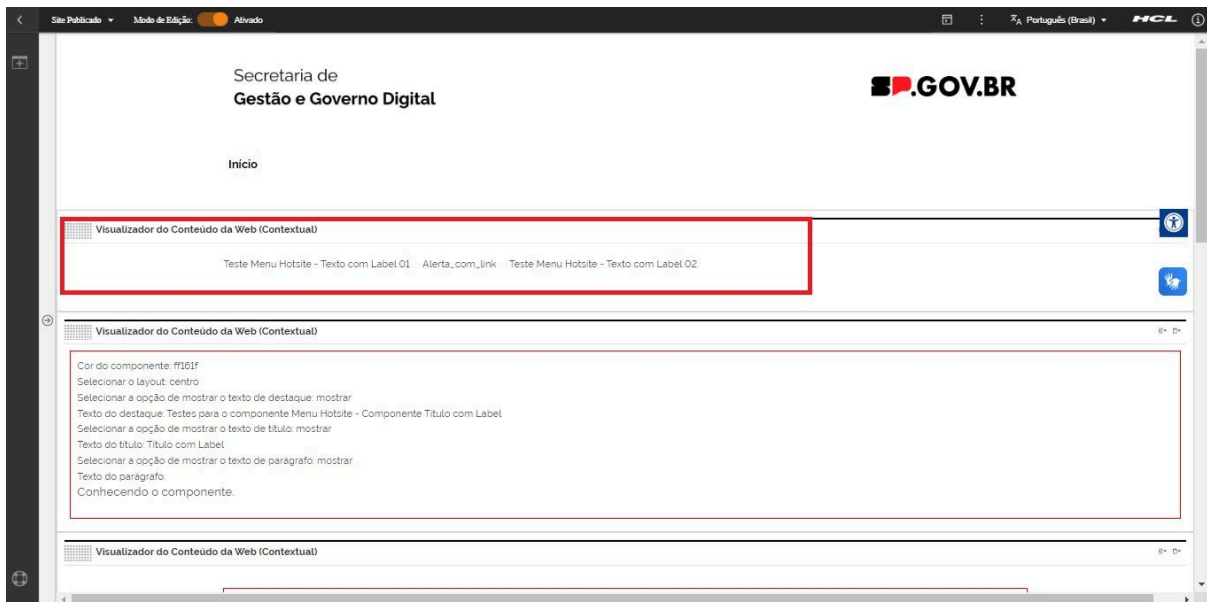 Site Publicado Modo de Edição: Ativado Português (Brasil) HCL
Secretaria de
Gestão e Governo Digital
SP.GOV.BR
Início
Visualizador do Conteúdo da Web (Contextual)
Teste Menu Hotsite - Texto com Label 01 Alerta_com_link Teste Menu Hotsite - Texto com Label 02
Visualizador do Conteúdo da Web (Contextual)
Cor do componente: ff161f
Selecionar o layout: centro
Selecionar a opção de mostrar o texto de destaque: mostrar
Texto do destaque: Testes para o componente Menu Hotsite - Componente Titulo com Label
Selecionar a opção de mostrar o texto de título: mostrar
Texto do título: Título com Label
Selecionar a opção de mostrar o texto de parágrafo: mostrar
Texto do parágrafo:
Conhecendo o componente.
Visualizador do Conteúdo da Web (Contextual)